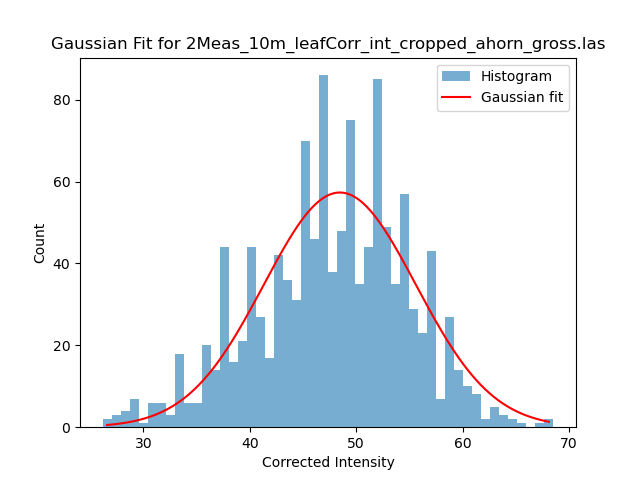 Gaussian Fit for 2Meas_10m_leafCorr_int_cropped_ahorn_gross.las
Histogram
Gaussian fit
80
60
40
20
0
Count
30 40 50 60 70
Corrected Intensity